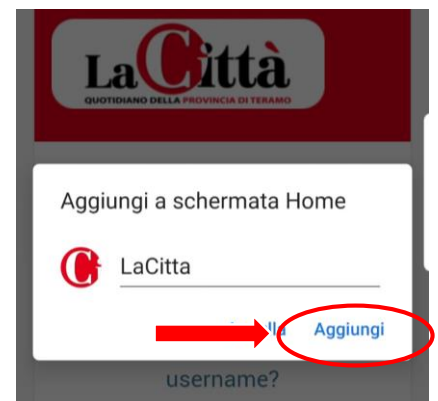 LaCittà
QUOTIDIANO DELLA PROVINCIA DI TERAMO
Aggiungi a schermata Home
LaCitta
Aggiungi
username?